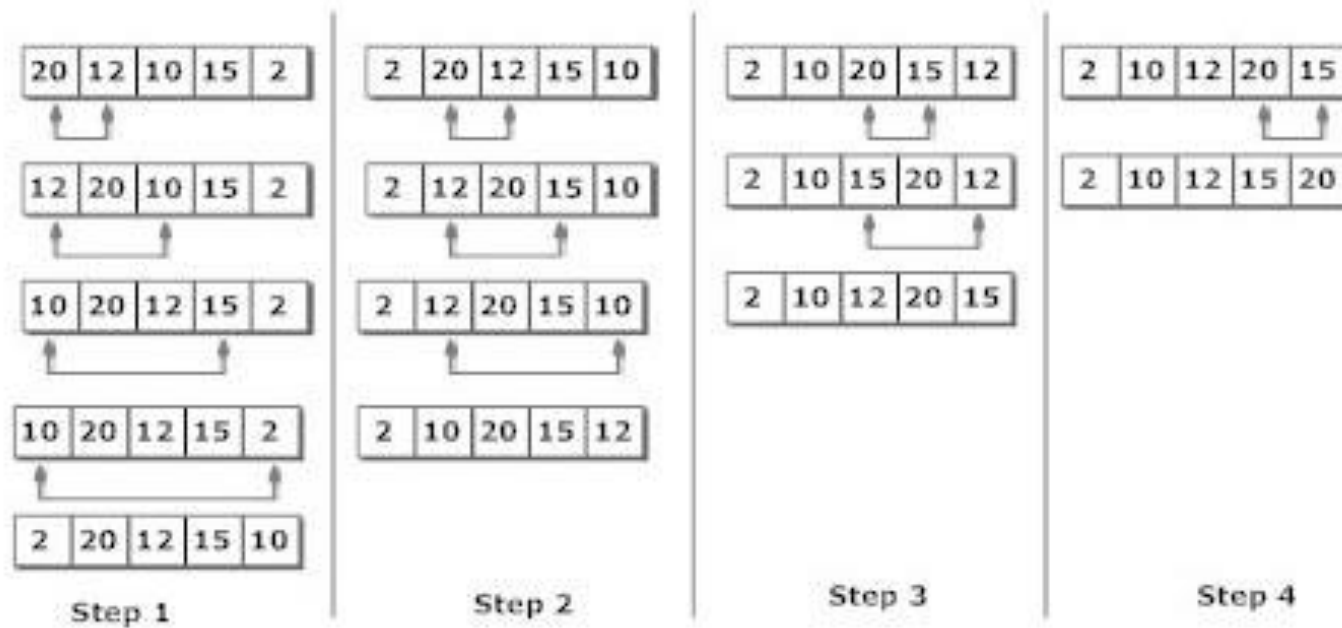 20 12 10 15 2
12 20 10 15 2
10 20 12 15 2
10 20 12 15 2
2 20 12 15 10
Step 1
2 20 12 15 10
2 12 20 15 10
2 12 20 15 10
2 10 20 15 12
Step 2
2 10 20 15 12
2 10 15 20 12
2 10 12 20 15
Step 3
2 10 12 20 15
2 10 12 15 20
Step 4